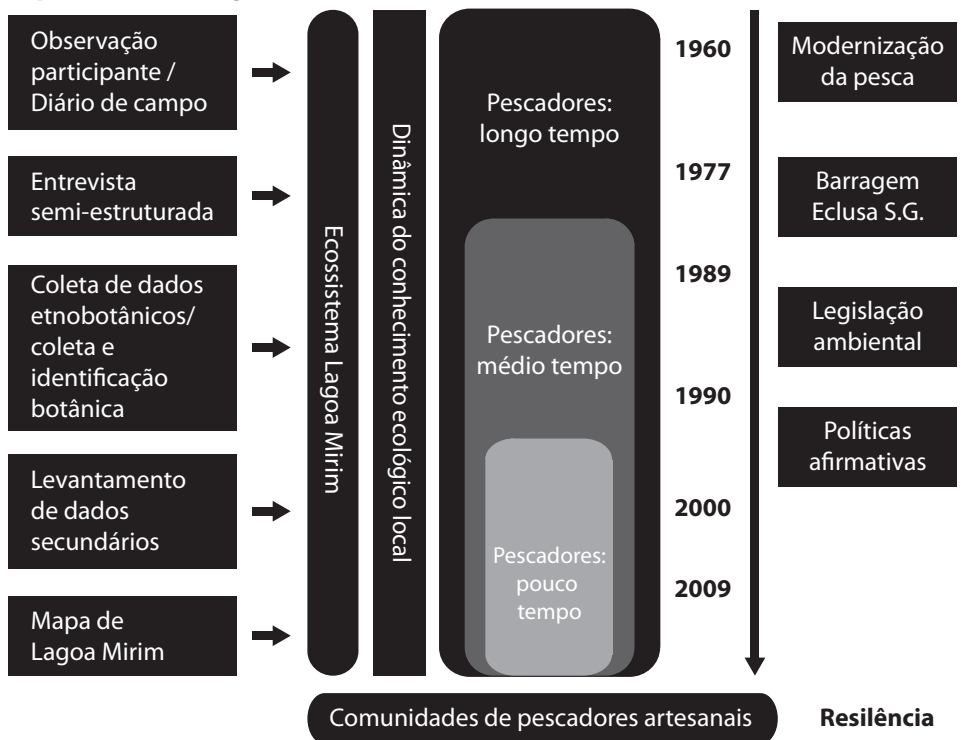 Observação
participante /
Diário de campo
Entrevista
semi-estruturada
Coleta de dados
etnobotânicos/
coleta e
identificação
botânica
Levantamento
de dados
secundários
Mapa de
Lagoa Mirim
Ecossistema Lagoa Mirim
Dinâmica do conhecimento ecológico local
Pescadores:
longo tempo
Pescadores:
médio tempo
Pescadores:
pouco
tempo
1960
1977
1989
1990
2000
2009
Modernização
da pesca
Barragem
Eclusa S.G.
Legislação
ambiental
Políticas
afirmativas
Comunidades de pescadores artesanais
Resilência